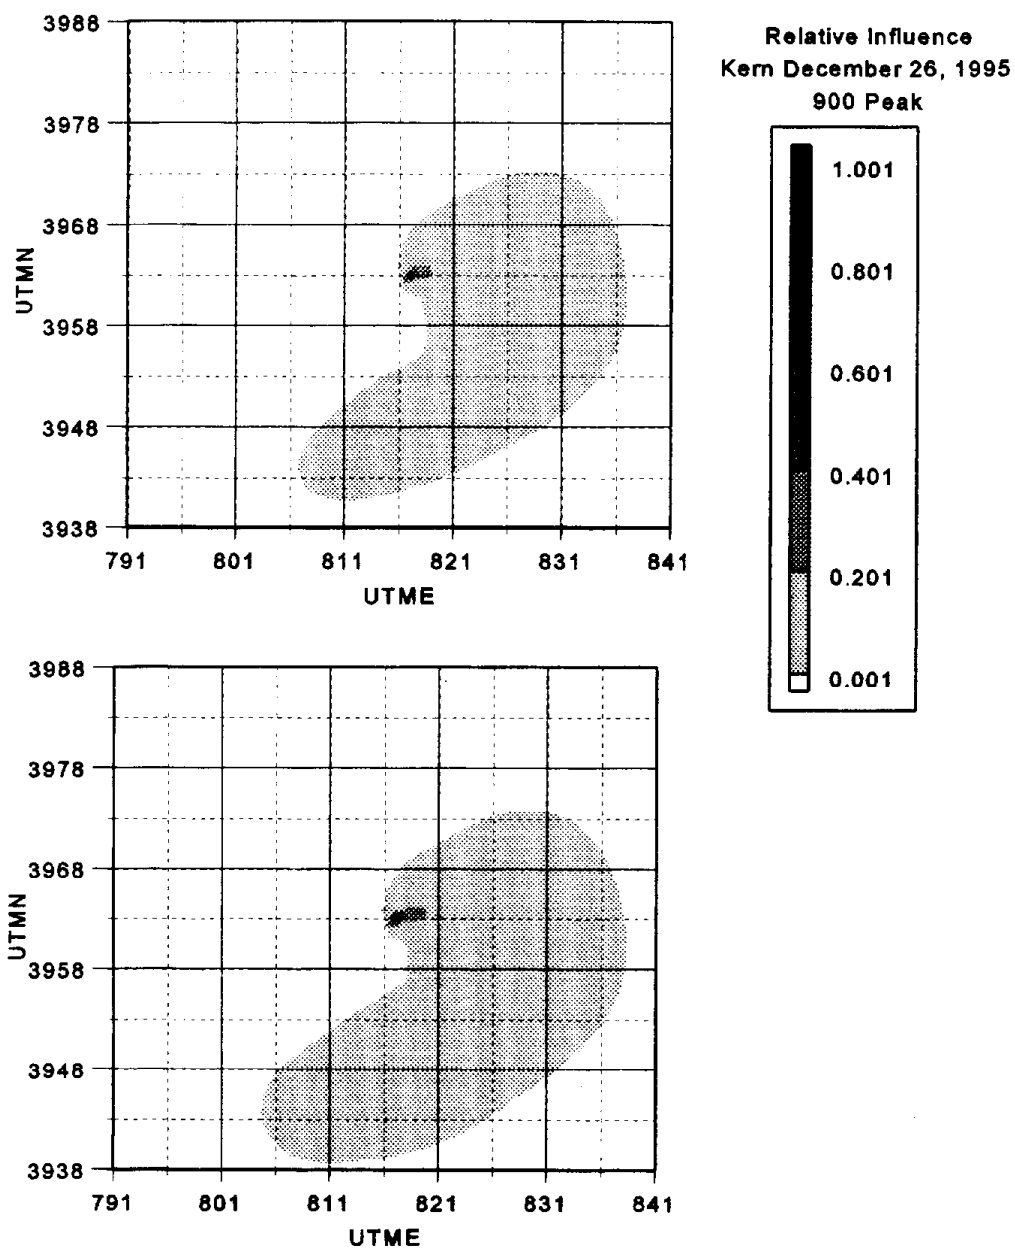 3988
3978
3968
3958
3948
3938
UTMN
791 801 811 821 831 841
UTME
Relative Influence
Kern December 26, 1995
900 Peak
1.001
0.801
0.601
0.401
0.201
0.001
3988
3978
3968
3958
3948
3938
UTMN
791 801 811 821 831 841
UTME